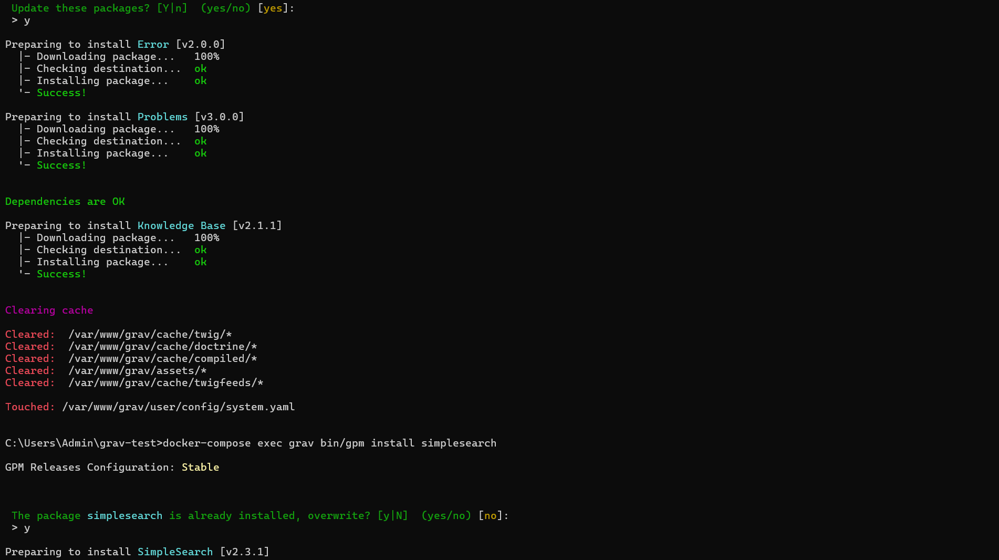 Update these packages? [Y|n]  (yes/no) [yes]:
> y
Preparing to install Error [v2.0.0]
|- Downloading package...   100%
|- Checking destination...  ok
|- Installing package...    ok
'- Success!
Preparing to install Problems [v3.0.0]
|- Downloading package...   100%
|- Checking destination...  ok
|- Installing package...    ok
'- Success!
Dependencies are OK
Preparing to install Knowledge Base [v2.1.1]
|- Downloading package...   100%
|- Checking destination...  ok
|- Installing package...    ok
'- Success!
Clearing cache
Cleared:  /var/www/grav/cache/twig/*
Cleared:  /var/www/grav/cache/doctrine/*
Cleared:  /var/www/grav/cache/compiled/*
Cleared:  /var/www/grav/assets/*
Cleared:  /var/www/grav/cache/twigfeeds/*
Touched: /var/www/grav/user/config/system.yaml
C:\Users\Admin\grav-test>docker-compose exec grav bin/gpm install simplesearch
GPM Releases Configuration: Stable
The package simplesearch is already installed, overwrite? [y|N]  (yes/no) [no]:
> y
Preparing to install SimpleSearch [v2.3.1]